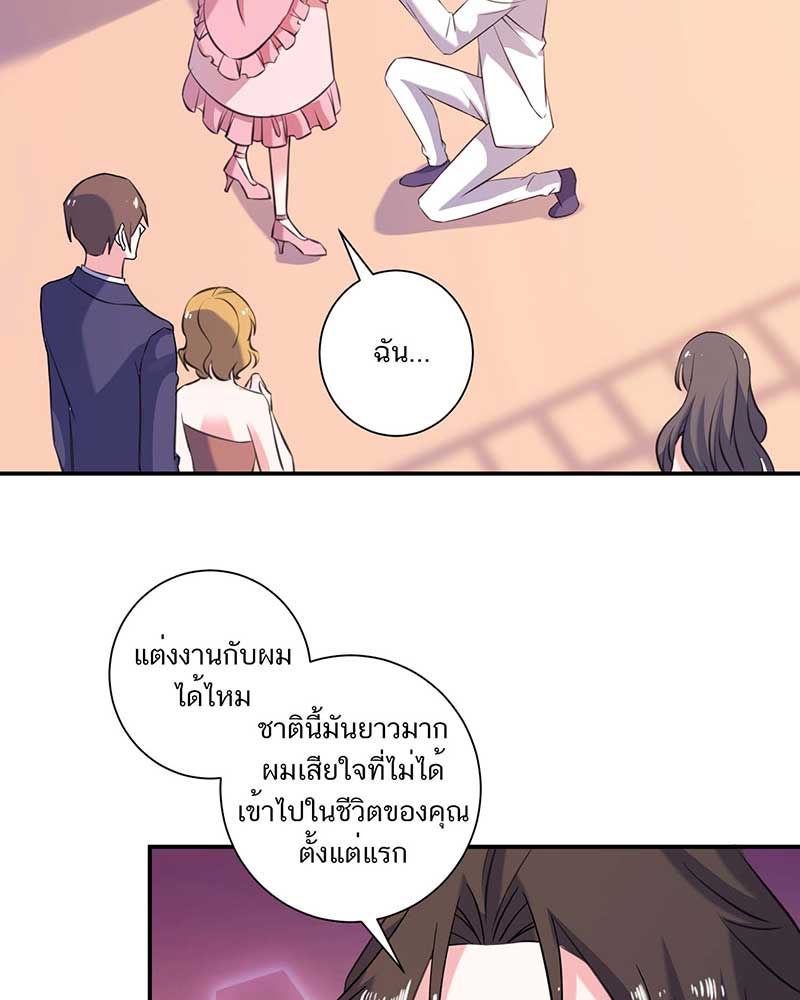 ฉัน...
แต่งงานกับผม
ได้ไหม
ชาตินี้มันยาวมาก
ผมเสียใจที่ไม่ได้
เข้าไปในชีวิตของคุณ
ตั้งแต่แรก